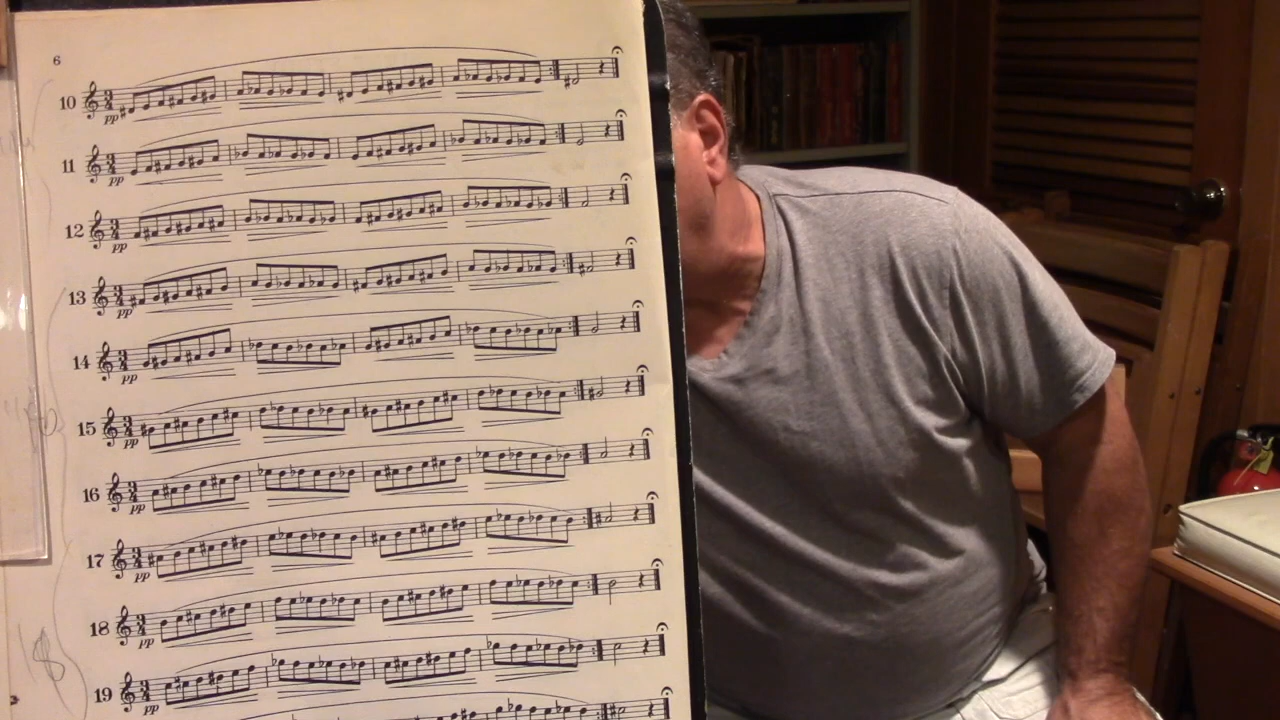 6
10 pp
11 pp
12 pp
13 pp
14 pp
15 pp
16 pp
17 pp
18 pp
19 pp